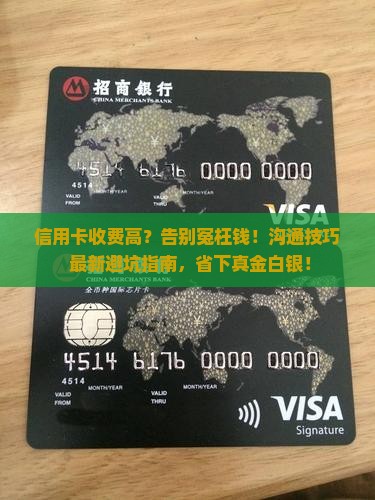 招商银行
CHINA MERCHANTS BANK
4514 6176 0000 0000
4514
MONTH/YEAR
MONTH/YEAR
VALID FROM
VALID THRU
VISA
信用卡收费高？告别冤枉钱！沟通技巧
最新避坑指南，省下真金白银！
全币种国际芯片卡
4514 6176 0000 0000
4514
MONTH/YEAR
MONTH/YEAR
VALID FROM
VALID THRU
VISA
Signature